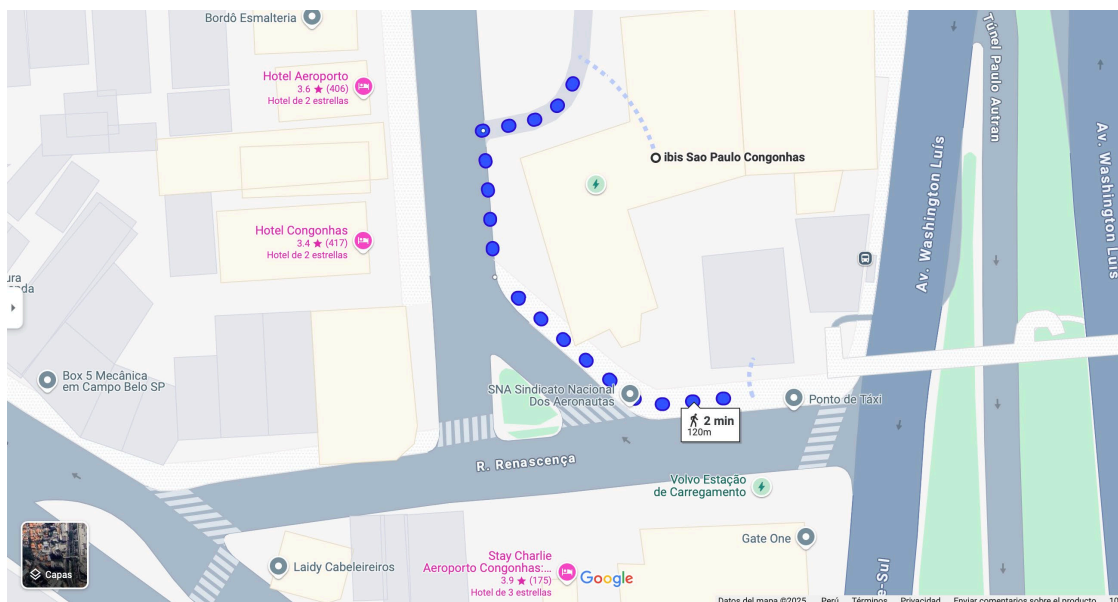 Bordô Esmalteria
Hotel Aeroporto
3.6 ★ (406)
Hotel de 2 estrellas
Túnel Paulo Autran
Av. Washington Luís
Av. Washington Luís
ibis Sao Paulo Congonhas
Hotel Congonhas
3.4 ★ (417)
Hotel de 2 estrellas
ura
enda
Box 5 Mecânica
em Campo Belo SP
SNA Sindicato Nacional
Dos Aeronautas
Ponto de Táxi
2 min
120m
R. Renascença
Volvo Estação
de Carregamento
Gate One
Capas
Laidy Cabeleireiros
Stay Charlie
Aeroporto Congonhas:...
3.9 ★ (175)
Hotel de 3 estrellas
Google
e-Sul
Datos del mapa ©2025 Perú Términos Privacidad Enviar comentarios sobre el producto 10